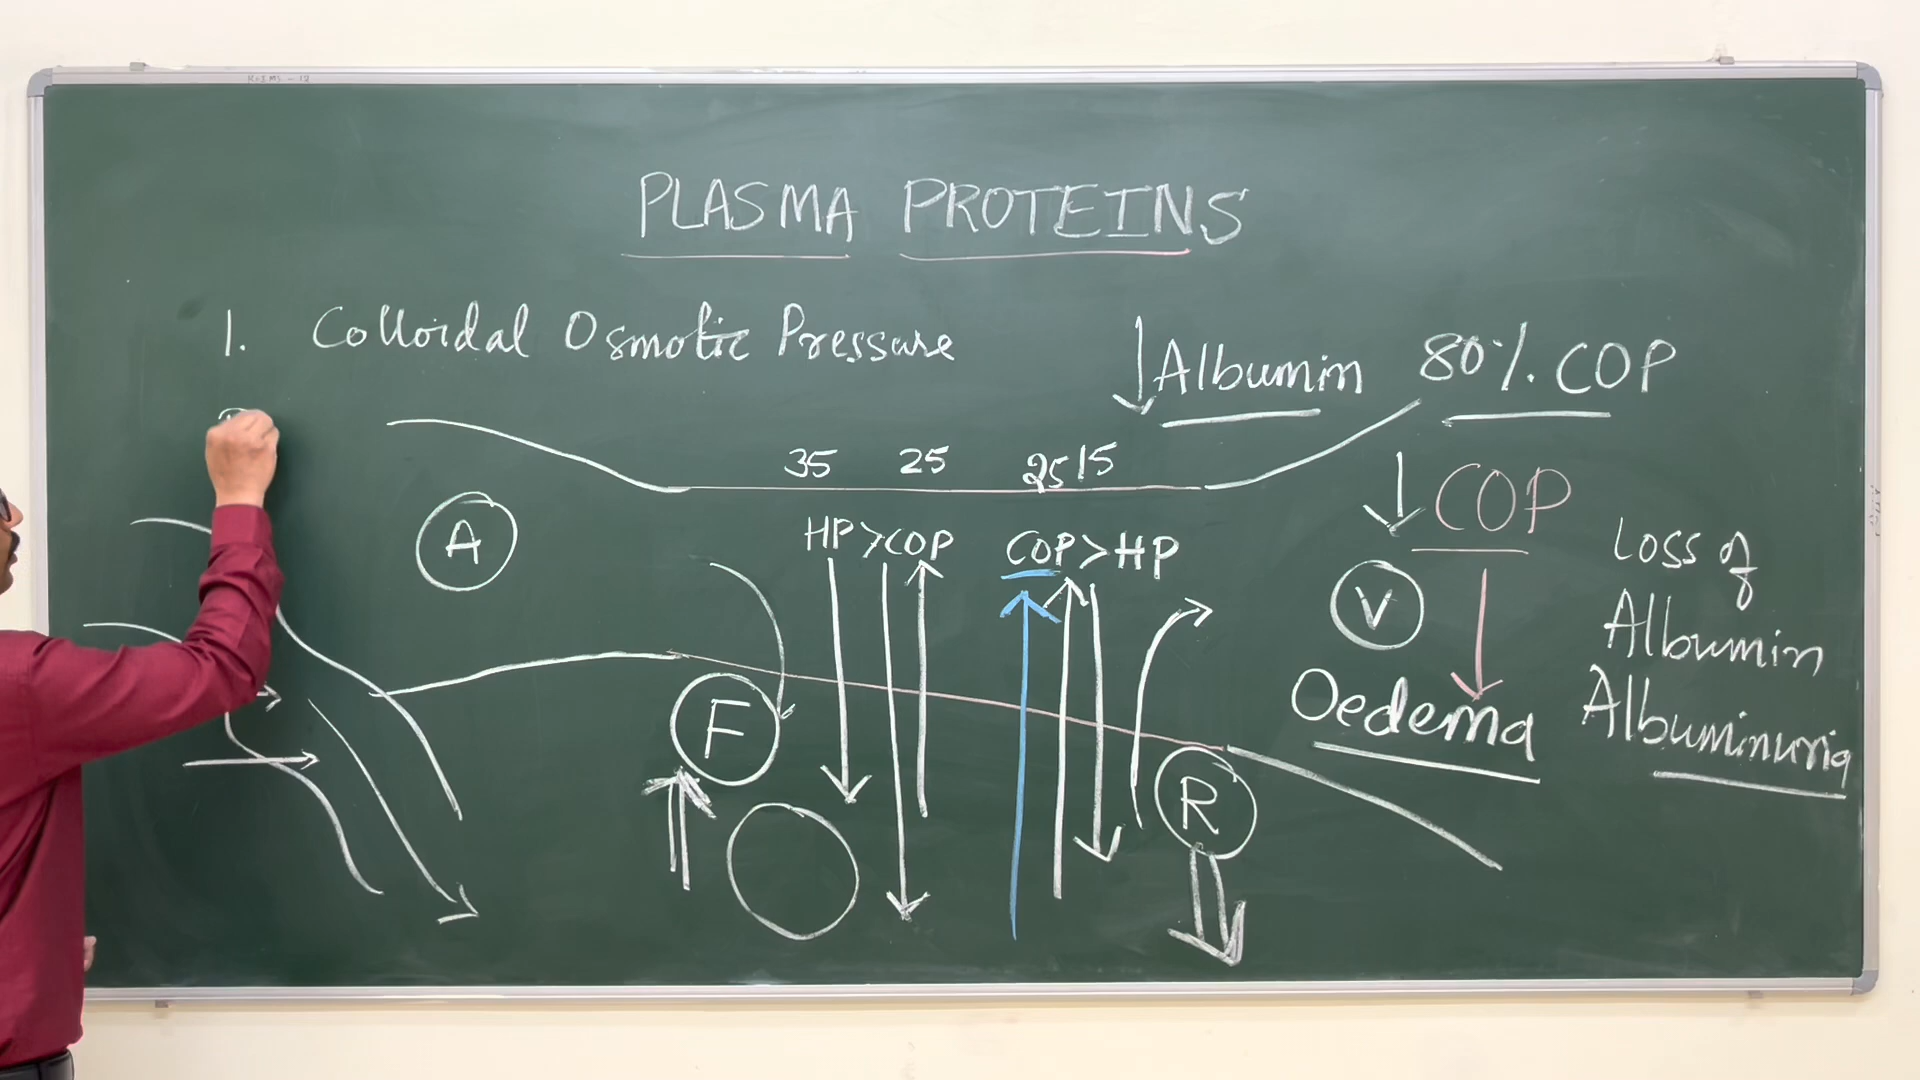 PLASMA PROTEINS
1. Colloidal Osmotic Pressure
↓ Albumin 80% COP
35 25 25 15
↓ COP
A
HP > COP COP > HP
Loss of
V
Albumin
Oedema
Albuminuria
F
R